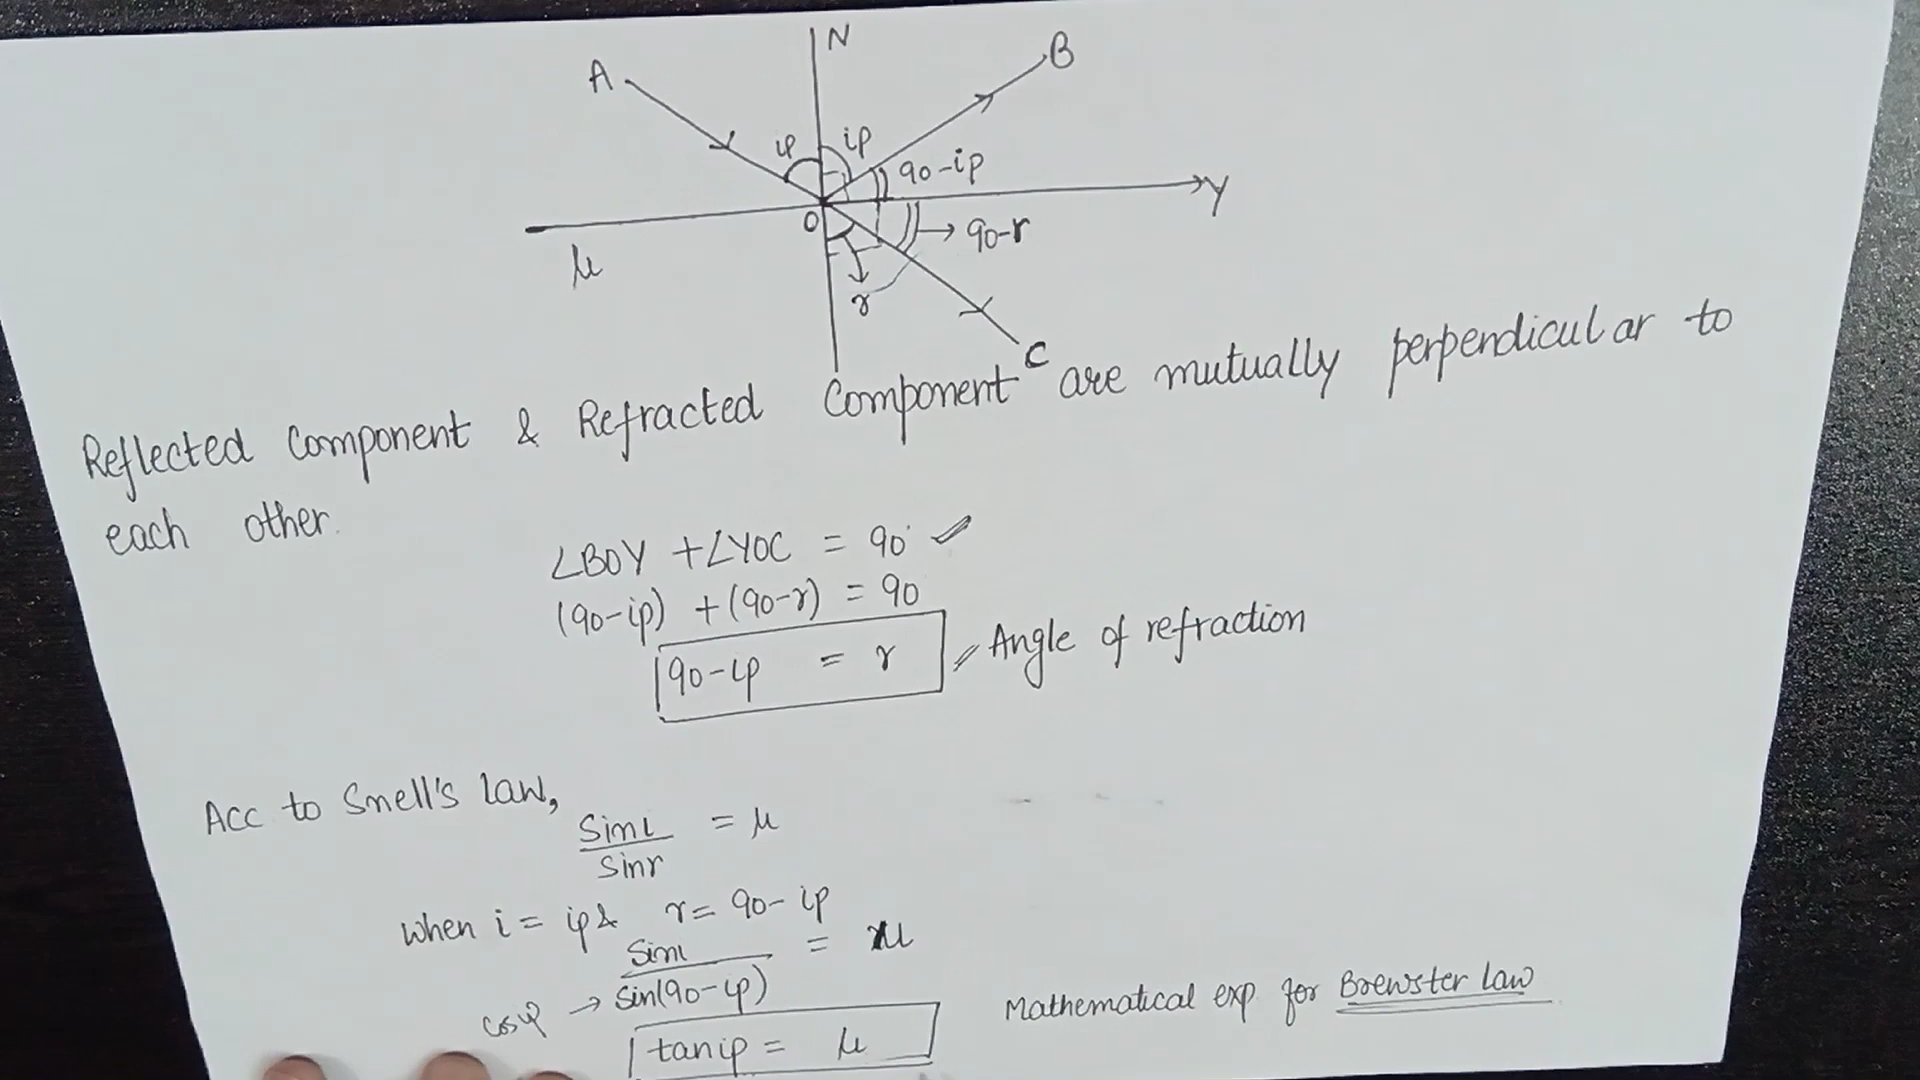 N
A
B
ip
ip
90-ip
Y
O
90-r
μ
r
C
Reflected Component & Refracted Component are mutually perpendicular to
each other.
∠BOY + ∠YOC = 90°
(90-ip) + (90-r) = 90
90-ip = r Angle of refraction
Acc to Snell's law,
Sini = μ
Sinr
when i = ip & r = 90-ip
Sini = μ
cosip → Sin(90-ip)
tanip = μ
Mathematical exp for Brewster Law